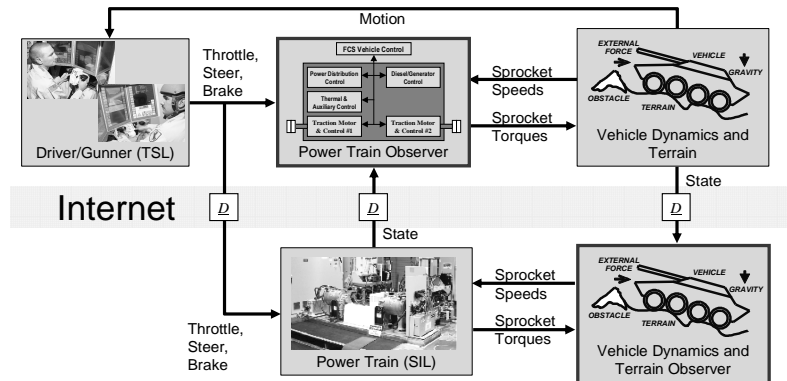 Motion
Throttle,
Steer,
Brake
FCS Vehicle Control
Power Distribution
Control
Diesel/Generator
Control
Thermal &
Auxiliary Control
Traction Motor
& Control #1
Traction Motor
& Control #2
Power Train Observer
Driver/Gunner (TSL)
Sprocket
Speeds
Sprocket
Torques
EXTERNAL
FORCE
VEHICLE
GRAVITY
OBSTACLE
TERRAIN
Vehicle Dynamics and
Terrain
State
Internet
D
D
D
State
Throttle,
Steer,
Brake
Power Train (SIL)
Sprocket
Speeds
Sprocket
Torques
EXTERNAL
FORCE
VEHICLE
GRAVITY
OBSTACLE
TERRAIN
Vehicle Dynamics and
Terrain Observer